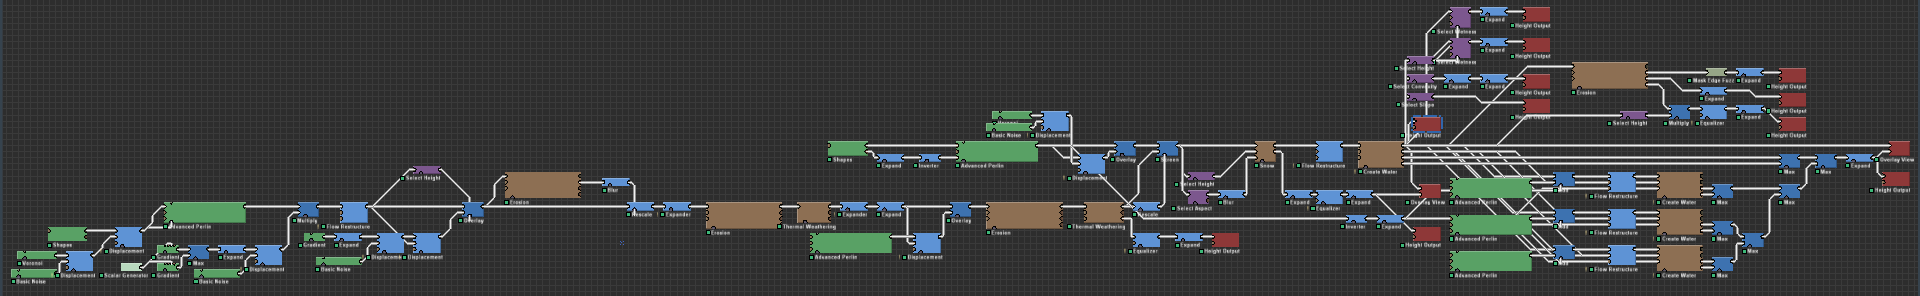 Select Wetness
Expand
Height Output
Select Wetness
Expand
Height Output
Select Height
Select Convexity
Expand
Expand
Height Output
Select Slope
Height Output
Height Output
Erosion
Mask Edge Fuzz
Expand
Height Output
Expand
Height Output
Select Height
Multiply
Equalizer
Expand
Height Output
Basic Noise
Displacement
Shapes
Expand
Inverter
Advanced Perlin
Displacement
Overlay
Screen
Select Height
Select Aspect
Blur
Snow
Flow Restructure
Create Water
Max
Max
Expand
Overlay View
Height Output
Select Height
Erosion
Blur
Rescale
Expander
Erosion
Thermal Weathering
Expander
Expand
Overlay
Erosion
Thermal Weathering
Rescale
Expand
Equalizer
Expand
Overlay View
Advanced Perlin
Flow Restructure
Create Water
Max
Max
Advanced Perlin
Multiply
Flow Restructure
Overlay
Inverter
Expand
Height Output
Advanced Perlin
Flow Restructure
Create Water
Max
Max
Shapes
Displacement
Gradient
Max
Expand
Displacement
Gradient
Expand
Displacement
Displacement
Advanced Perlin
Displacement
Equalizer
Expand
Height Output
Voronoi
Displacement
Scalar Generator
Gradient
Basic Noise
Basic Noise
Basic Noise
Advanced Perlin
Flow Restructure
Create Water
Max